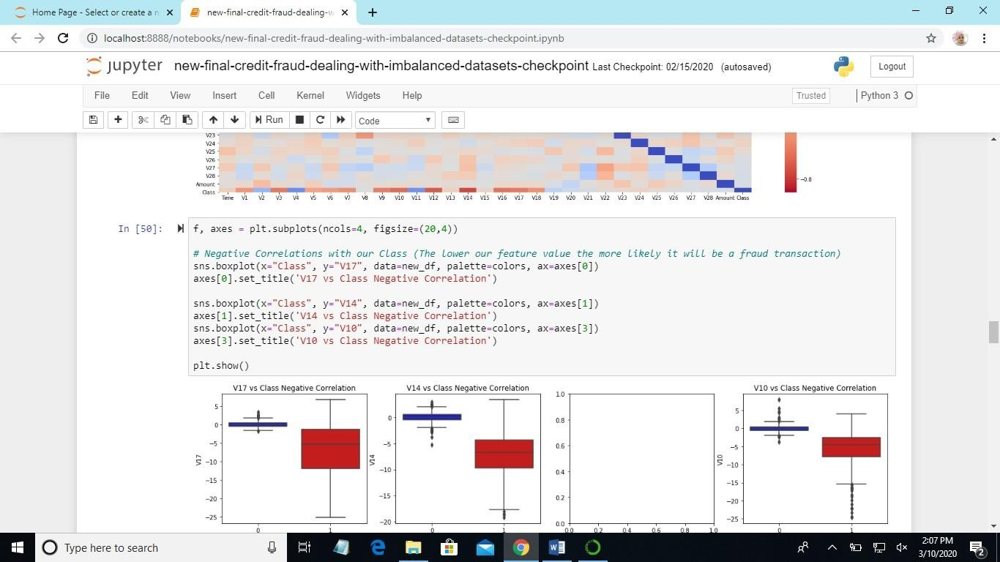 Home Page - Select or create a n
new-final-credit-fraud-dealing-w
localhost:8888/notebooks/new-final-credit-fraud-dealing-with-imbalanced-datasets-checkpoint.ipynb
jupyter new-final-credit-fraud-dealing-with-imbalanced-datasets-checkpoint Last Checkpoint: 02/15/2020 (autosaved)
Logout
File Edit View Insert Cell Kernel Widgets Help
Trusted
Python 3
Run
Code
V23
V24
V25
V26
V27
V28
Amount
Class
−0.8
Time V1 V2 V3 V4 V5 V6 V7 V8 V9 V10 V11 V12 V13 V14 V15 V16 V17 V18 V19 V20 V21 V22 V23 V24 V25 V26 V27 V28 Amount Class
In [50]:
f, axes = plt.subplots(ncols=4, figsize=(20,4))
# Negative Correlations with our Class (The lower our feature value the more likely it will be a fraud transaction)
sns.boxplot(x="Class", y="V17", data=new_df, palette=colors, ax=axes[0])
axes[0].set_title('V17 vs Class Negative Correlation')
sns.boxplot(x="Class", y="V14", data=new_df, palette=colors, ax=axes[1])
axes[1].set_title('V14 vs Class Negative Correlation')
sns.boxplot(x="Class", y="V10", data=new_df, palette=colors, ax=axes[3])
axes[3].set_title('V10 vs Class Negative Correlation')
plt.show()
V17 vs Class Negative Correlation
5
0
−5
−10
−15
−20
−25
V17
0 1
V14 vs Class Negative Correlation
0
−5
−10
−15
−20
V14
0 1
1.0
0.8
0.6
0.4
0.2
0.0
0.0 0.2 0.4 0.6 0.8 1.0
V10 vs Class Negative Correlation
5
0
−5
−10
−15
−20
−25
V10
0 1
Type here to search
2:07 PM
3/10/2020
2